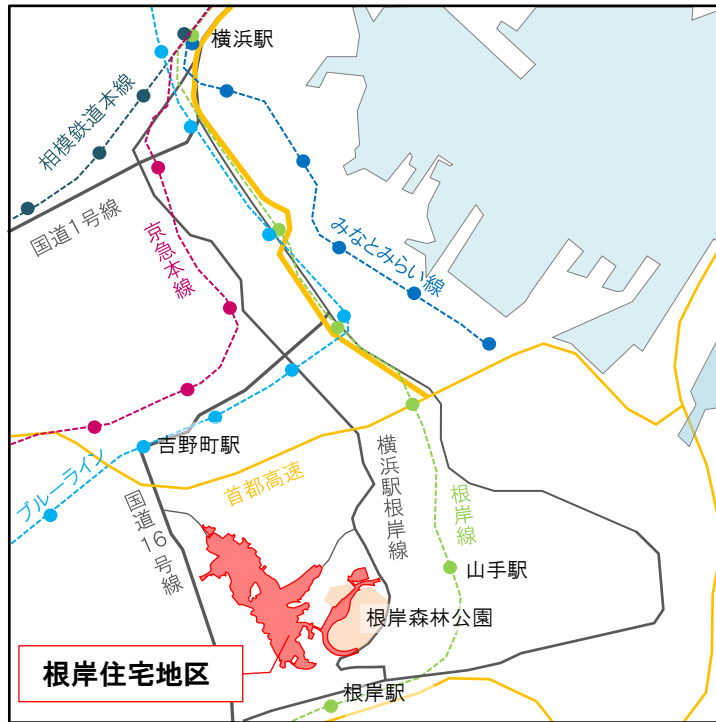 横浜駅
相模鉄道本線
国道1号線
京急本線
みなとみらい線
吉野町駅
ブルーライン
首都高速
国道16号線
横浜駅根岸線
根岸線
山手駅
根岸森林公園
根岸住宅地区
根岸駅